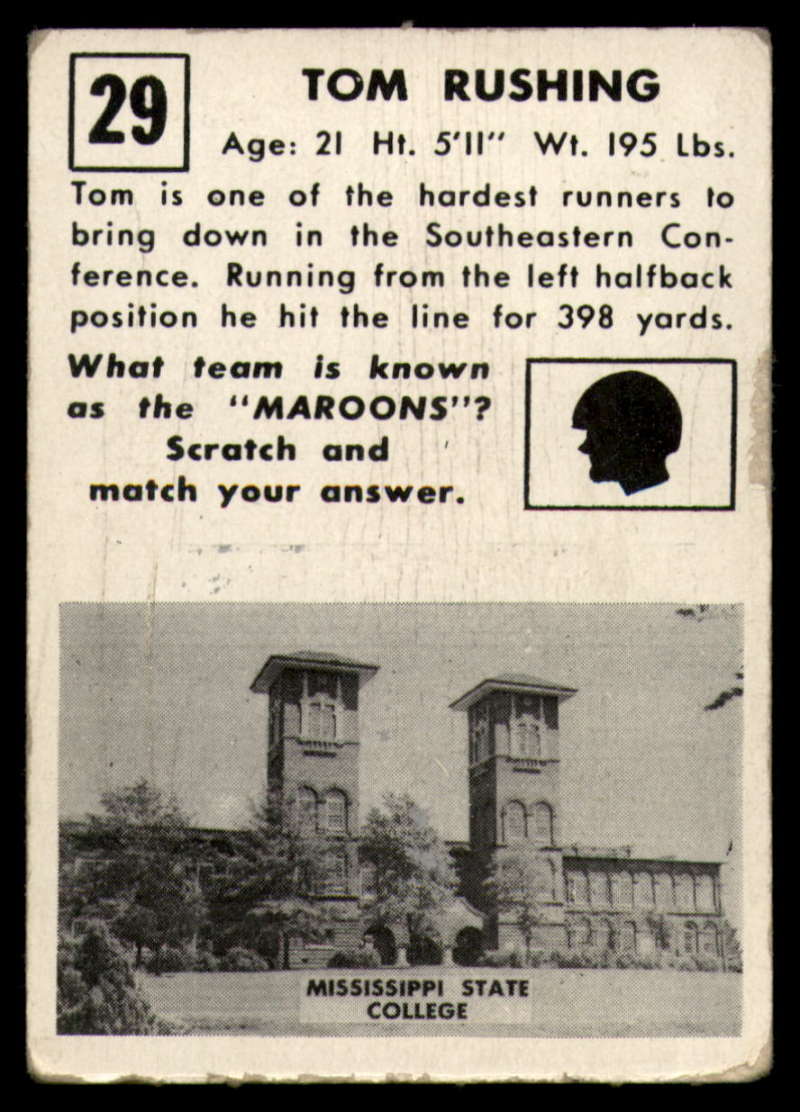 29
TOM RUSHING
Age: 21 Ht. 5'11" Wt. 195 Lbs.
Tom is one of the hardest runners to
bring down in the Southeastern Con-
ference. Running from the left halfback
position he hit the line for 398 yards.
What team is known
as the "MAROONS"?
Scratch and
match your answer.
MISSISSIPPI STATE
COLLEGE